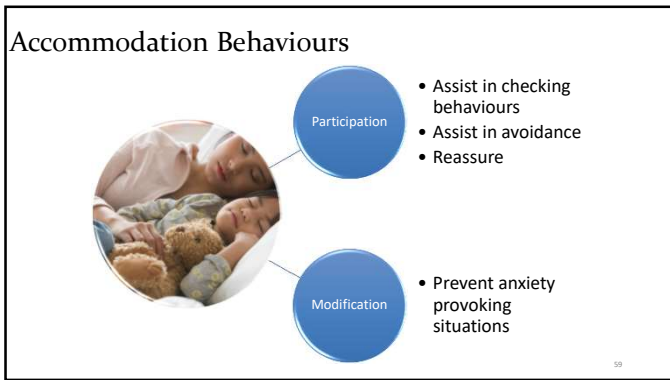 Accommodation Behaviours
Participation
• Assist in checking
behaviours
• Assist in avoidance
• Reassure
Modification
• Prevent anxiety
provoking
situations
59